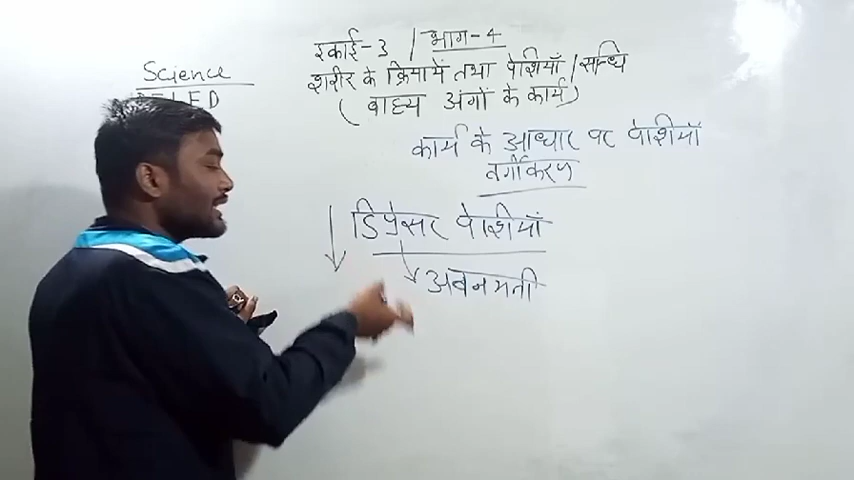 Science
इकाई-3 / भाग-4
शरीर के क्रियायें तथा पेशियाँ / सन्धि
( वाह्य अंगों के कार्य )
कार्य के आधार पर पेशियाँ
वर्गीकरण
↓ डिप्रेसर पेशियाँ
↳ अवनमनी